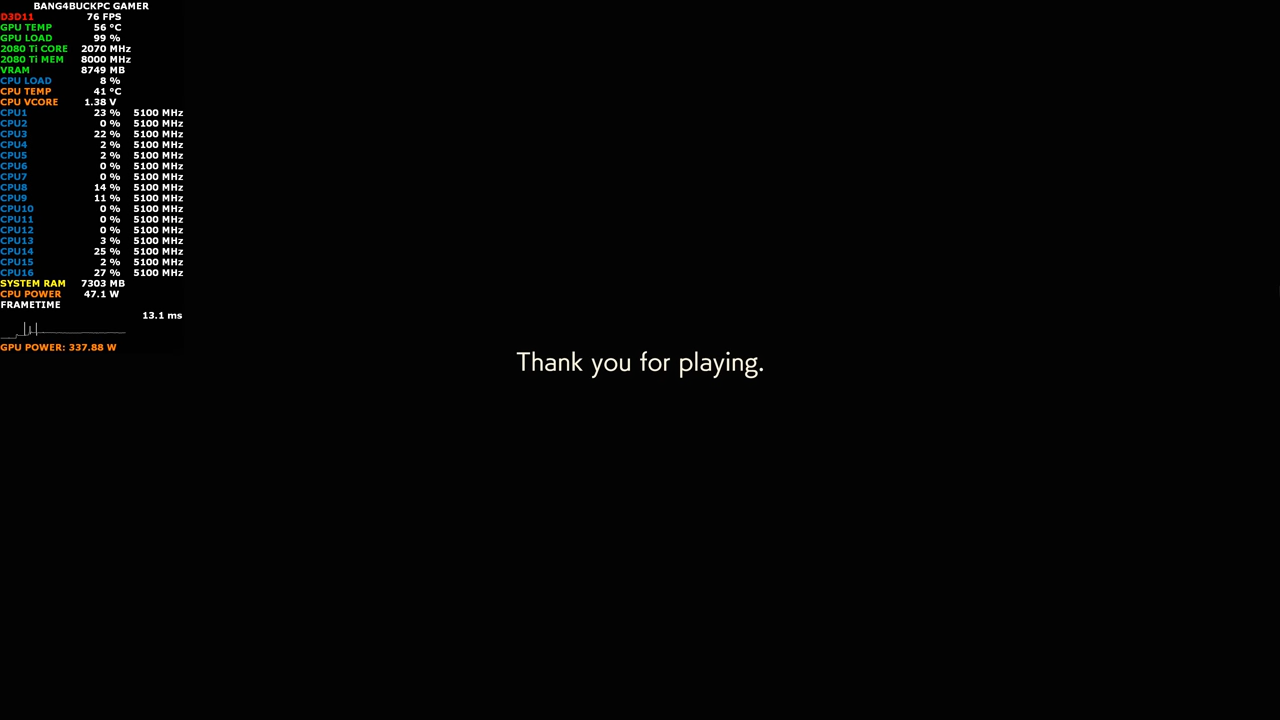 BANG4BUCKPC GAMER
D3D11 76 FPS
GPU TEMP 56 °C
GPU LOAD 99 %
2080 Ti CORE 2070 MHz
2080 Ti MEM 8000 MHz
VRAM 8749 MB
CPU LOAD 8 %
CPU TEMP 41 °C
CPU VCORE 1.38 V
CPU1 23 % 5100 MHz
CPU2 0 % 5100 MHz
CPU3 22 % 5100 MHz
CPU4 2 % 5100 MHz
CPU5 2 % 5100 MHz
CPU6 0 % 5100 MHz
CPU7 0 % 5100 MHz
CPU8 14 % 5100 MHz
CPU9 11 % 5100 MHz
CPU10 0 % 5100 MHz
CPU11 0 % 5100 MHz
CPU12 0 % 5100 MHz
CPU13 3 % 5100 MHz
CPU14 25 % 5100 MHz
CPU15 2 % 5100 MHz
CPU16 27 % 5100 MHz
SYSTEM RAM 7303 MB
CPU POWER 47.1 W
FRAMETIME
13.1 ms
GPU POWER: 337.88 W
Thank you for playing.